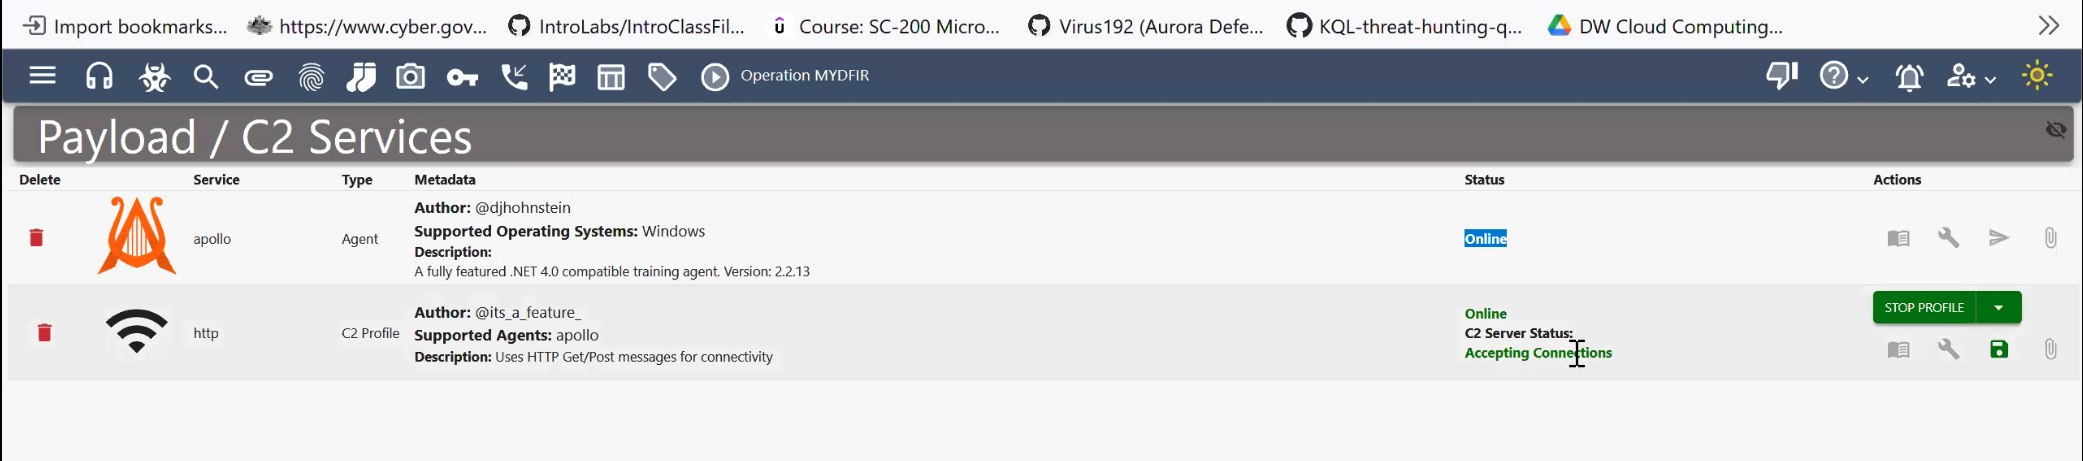 Import bookmarks... https://www.cyber.gov... IntroLabs/IntroClassFil... Course: SC-200 Micro... Virus192 (Aurora Defe... KQL-threat-hunting-q... DW Cloud Computing...
Operation MYDFIR
Payload / C2 Services
Delete Service Type Metadata Status Actions
Author: @djhohnstein
apollo Agent Supported Operating Systems: Windows Online
Description:
A fully featured .NET 4.0 compatible training agent. Version: 2.2.13
Author: @its_a_feature_ Online STOP PROFILE
http C2 Profile Supported Agents: apollo C2 Server Status:
Description: Uses HTTP Get/Post messages for connectivity Accepting Connections